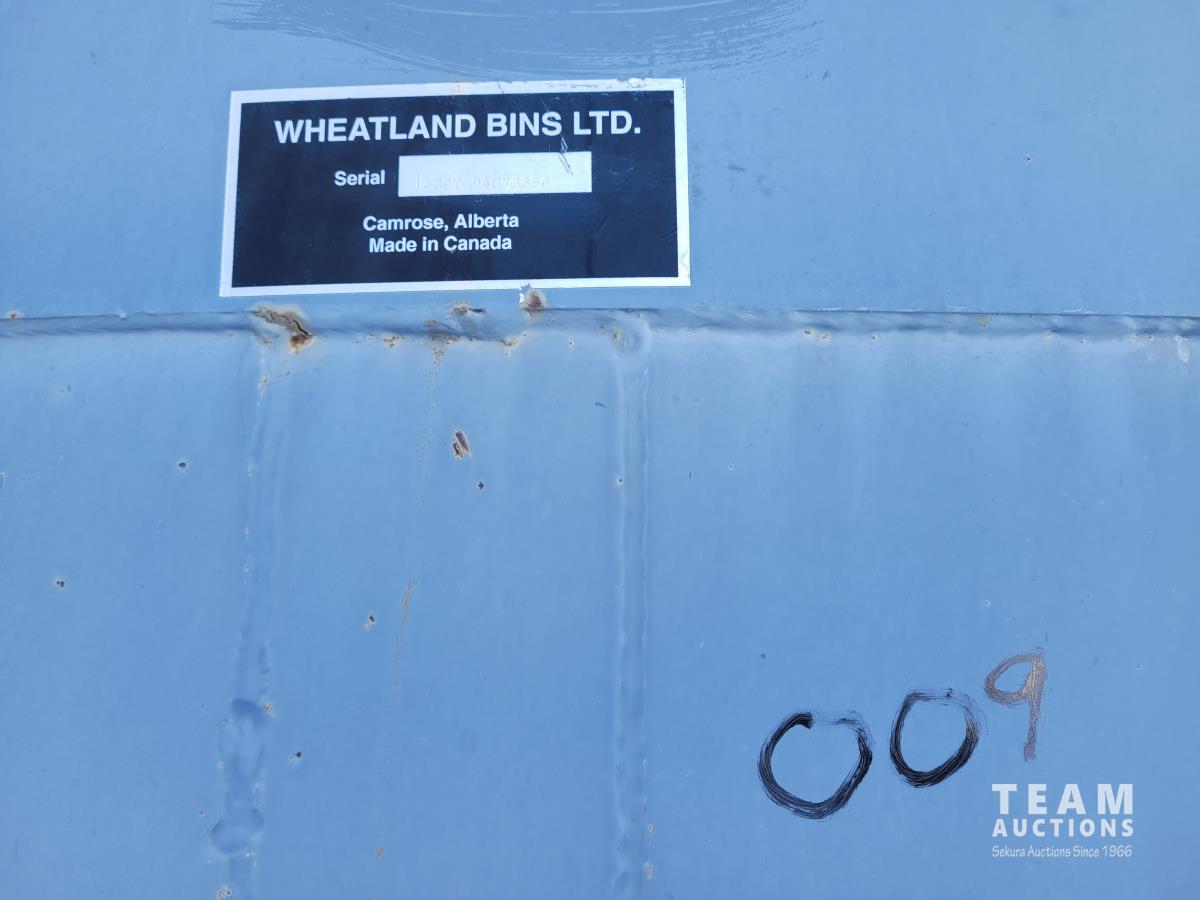 WHEATLAND BINS LTD.
Serial
Camrose, Alberta
Made in Canada
009
TEAM
AUCTIONS
Sekura Auctions Since 1966